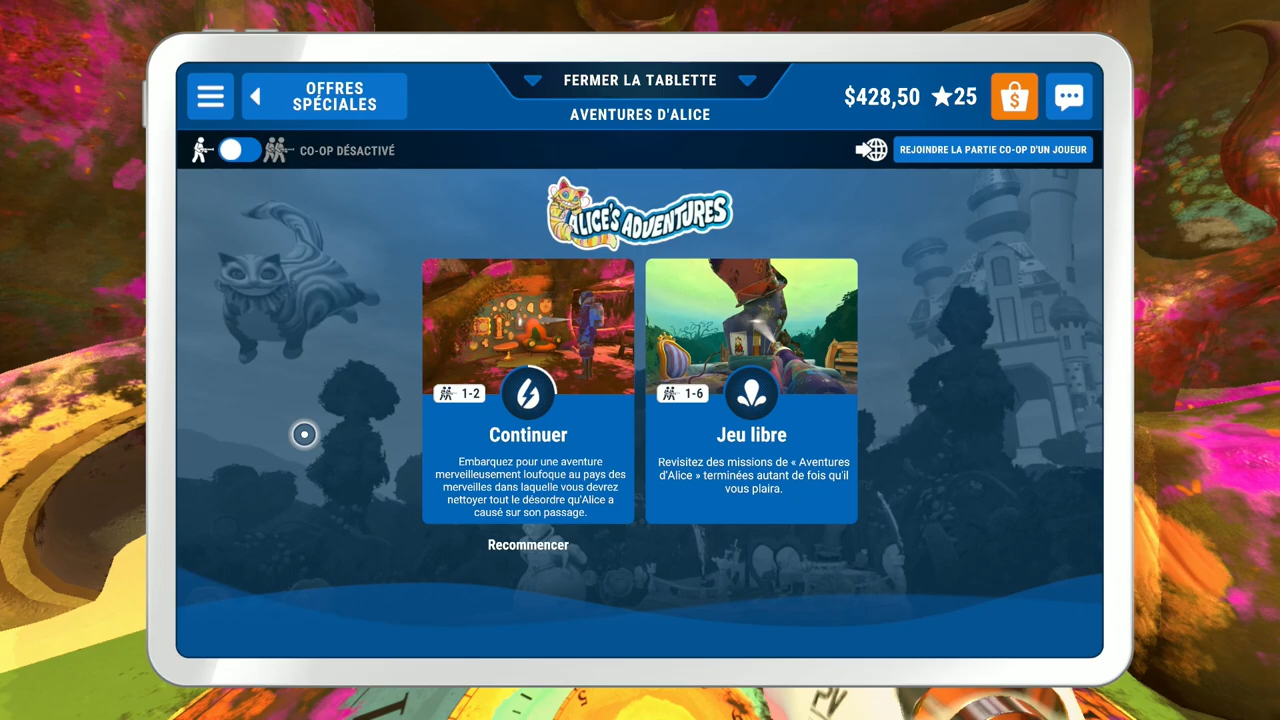 FERMER LA TABLETTE
OFFRES
SPÉCIALES
$428,50 ★25
AVENTURES D'ALICE
CO-OP DÉSACTIVÉ
REJOINDRE LA PARTIE CO-OP D'UN JOUEUR
ALICE'S ADVENTURES
1-2
Continuer
Embarquez pour une aventure
merveilleusement loufoque au pays des
merveilles dans laquelle vous devrez
nettoyer tout le désordre qu'Alice a
causé sur son passage.
Recommencer
1-6
Jeu libre
Revisitez des missions de « Aventures
d'Alice » terminées autant de fois qu'il
vous plaira.